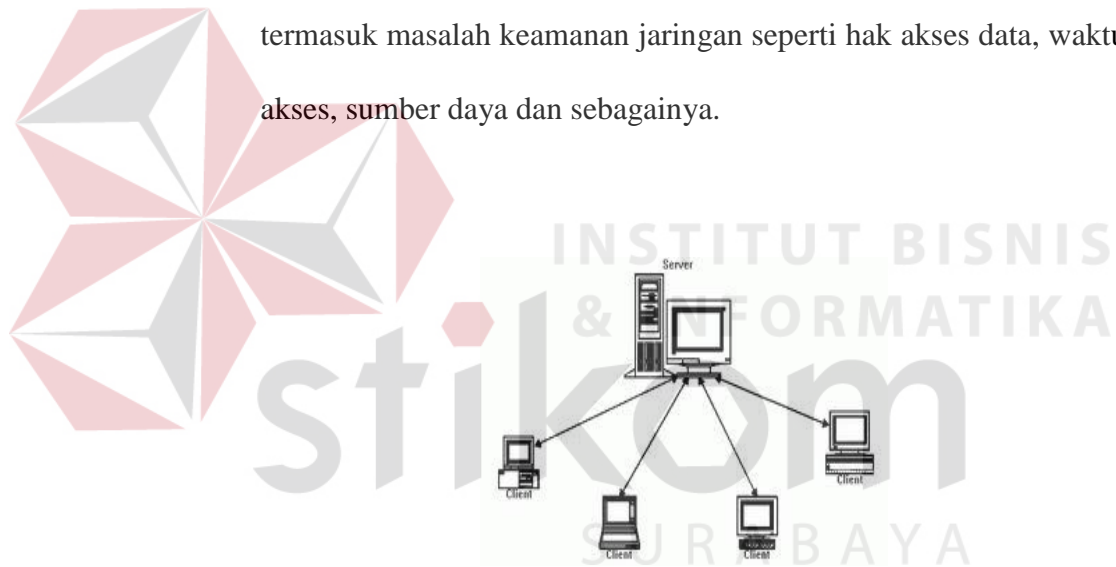 termasuk masalah keamanan jaringan seperti hak akses data, waktu
akses, sumber daya dan sebagainya.
INSTITUT BISNIS
& INFORMATIKA
stikom
SURABAYA
Server
Client
Client
Client
Client